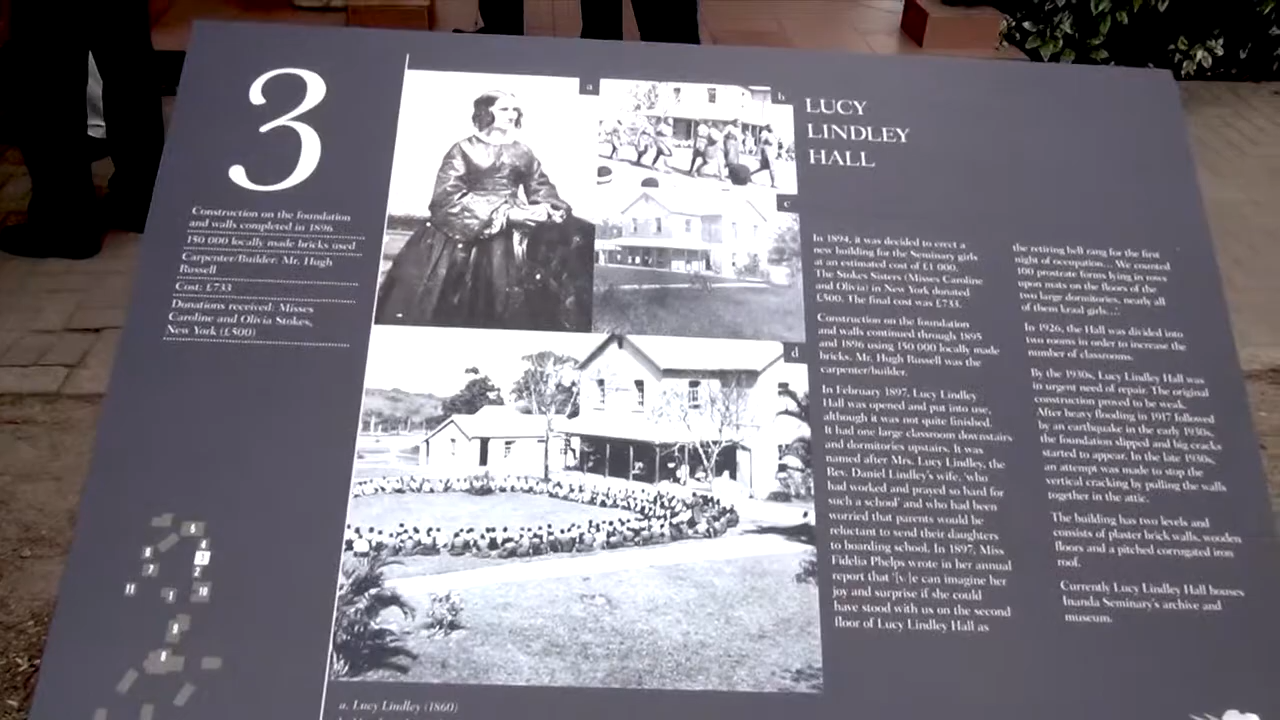 3
Construction on the foundation
and walls completed in 1896
150 000 locally made bricks used
Carpenter/Builder: Mr. Hugh
Russell
Cost: £733
Donations received: Misses
Caroline and Olivia Stokes,
New York (£500)
a
b
c
d
LUCY
LINDLEY
HALL
In 1894, it was decided to erect a
new building for the Seminary girls
at an estimated cost of £1 000.
The Stokes Sisters (Misses Caroline
and Olivia) in New York donated
£500. The final cost was £733.
Construction on the foundation
and walls continued through 1895
and 1896 using 150 000 locally made
bricks. Mr. Hugh Russell was the
carpenter/builder.
In February 1897, Lucy Lindley
Hall was opened and put into use,
although it was not quite finished.
It had one large classroom downstairs
and dormitories upstairs. It was
named after Mrs. Lucy Lindley, the
Rev. Daniel Lindley's wife, 'who
had worked and prayed so hard for
such a school' and who had been
worried that parents would be
reluctant to send their daughters
to boarding school. In 1897, Miss
Fidelia Phelps wrote in her annual
report that '[w]e can imagine her
joy and surprise if she could
have stood with us on the second
floor of Lucy Lindley Hall as
the retiring bell rang for the first
night of occupation… We counted
100 prostrate forms lying in rows
upon mats on the floors of the
two large dormitories, nearly all
of them kraal girls…'
In 1926, the Hall was divided into
two rooms in order to increase the
number of classrooms.
By the 1930s, Lucy Lindley Hall was
in urgent need of repair. The original
construction proved to be weak.
After heavy flooding in 1917 followed
by an earthquake in the early 1930s,
the foundation slipped and big cracks
started to appear. In the late 1930s,
an attempt was made to stop the
vertical cracking by pulling the walls
together in the attic.
The building has two levels and
consists of plaster brick walls, wooden
floors and a pitched corrugated iron
roof.
Currently Lucy Lindley Hall houses
Inanda Seminary's archive and
museum.
5
4
6
3
7
2
11
1
10
9
8
a. Lucy Lindley (1860)